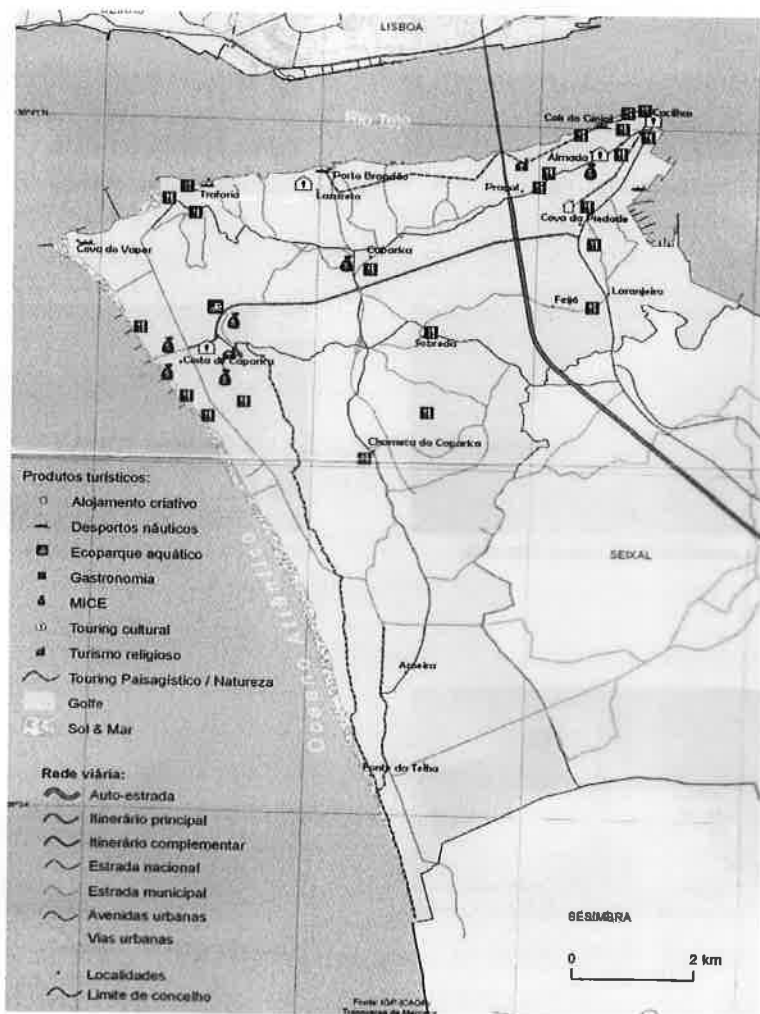 LISBOA
Rio Tejo
Cais do Ginjal
Cacilhas
Almada
Porto Brandão
Pragal
Trafaria
Lazareto
Cova da Piedade
Cova do Vapor
Caparica
Laranjeiro
Feijó
Sobreda
Costa de Caparica
Charneca da Caparica
Produtos turísticos:
Alojamento criativo
Desportos náuticos
Ecoparque aquático
Gastronomia
MICE
Touring cultural
Turismo religioso
Touring Paisagístico / Natureza
Golfe
Sol & Mar
Oceano Atlântico
SEIXAL
Aroeira
Fonte da Telha
Rede viária:
Auto-estrada
Itinerário principal
Itinerário complementar
Estrada nacional
Estrada municipal
Avenidas urbanas
Vias urbanas
Localidades
Limite de concelho
SESIMBRA
0 2 km
Fonte: IGP (CAOP)